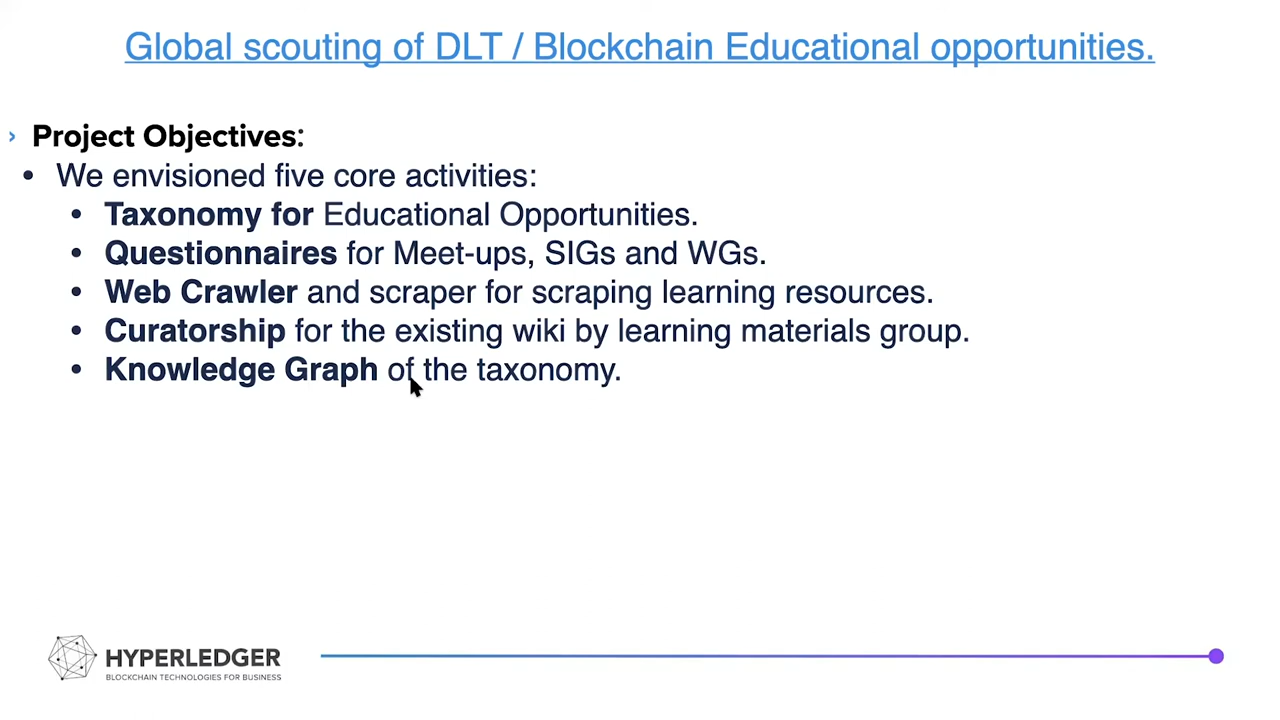 Global scouting of DLT / Blockchain Educational opportunities.
› Project Objectives:
• We envisioned five core activities:
• Taxonomy for Educational Opportunities.
• Questionnaires for Meet-ups, SIGs and WGs.
• Web Crawler and scraper for scraping learning resources.
• Curatorship for the existing wiki by learning materials group.
• Knowledge Graph of the taxonomy.
HYPERLEDGER
BLOCKCHAIN TECHNOLOGIES FOR BUSINESS